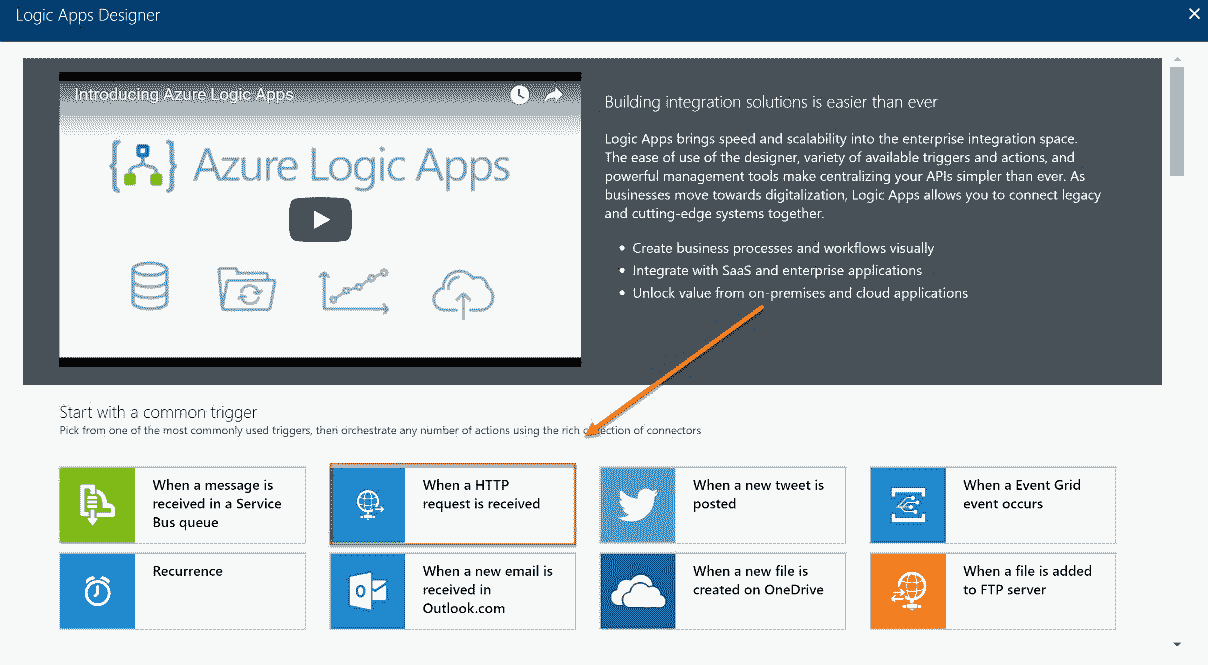 Logic Apps Designer
Introducing Azure Logic Apps
Azure Logic Apps
Building integration solutions is easier than ever
Logic Apps brings speed and scalability into the enterprise integration space.
The ease of use of the designer, variety of available triggers and actions, and
powerful management tools make centralizing your APIs simpler than ever. As
businesses move towards digitalization, Logic Apps allows you to connect legacy
and cutting-edge systems together.
• Create business processes and workflows visually
• Integrate with SaaS and enterprise applications
• Unlock value from on-premises and cloud applications
Start with a common trigger
Pick from one of the most commonly used triggers, then orchestrate any number of actions using the rich collection of connectors
When a message is
received in a Service
Bus queue
When a HTTP
request is received
When a new tweet is
posted
When a Event Grid
event occurs
Recurrence
When a new email is
received in
Outlook.com
When a new file is
created on OneDrive
When a file is added
to FTP server